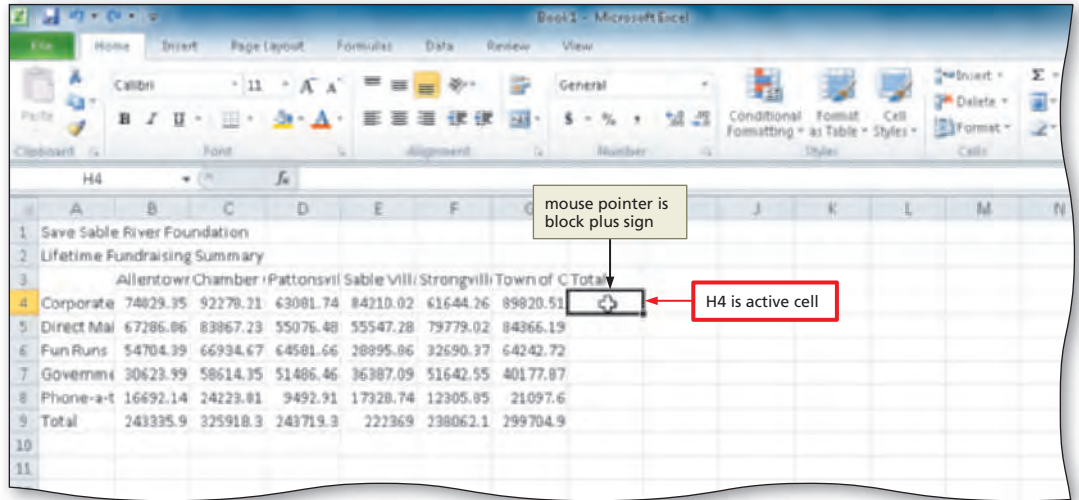 Book1 - Microsoft Excel
File Home Insert Page Layout Formulas Data Review View
Calibri 11 A A General Insert Σ
Paste B I U A $ % , Conditional Formatting Format as Table Cell Styles Delete
Format
Clipboard Font Alignment Number Styles Cells
H4 fx
mouse pointer is
block plus sign
A B C D E F J K L M N
1 Save Sable River Foundation
2 Lifetime Fundraising Summary
3 Allentowr Chamber Pattonsvil Sable Villa Strongville Town of C Total
4 Corporate 74029.35 92278.21 63081.74 84210.02 61644.26 89820.51
H4 is active cell
5 Direct Mai 67286.06 83867.23 55076.48 55547.28 79779.02 84366.19
6 Fun Runs 54704.39 66934.67 64581.66 28895.86 32690.37 64242.72
7 Governme 30623.99 58614.35 51486.46 36387.09 51642.55 40177.87
8 Phone-a-t 16692.14 24223.81 9492.91 17328.74 12305.85 21097.6
9 Total 243335.9 325918.3 243719.3 222369 238062.1 299704.9
10
11